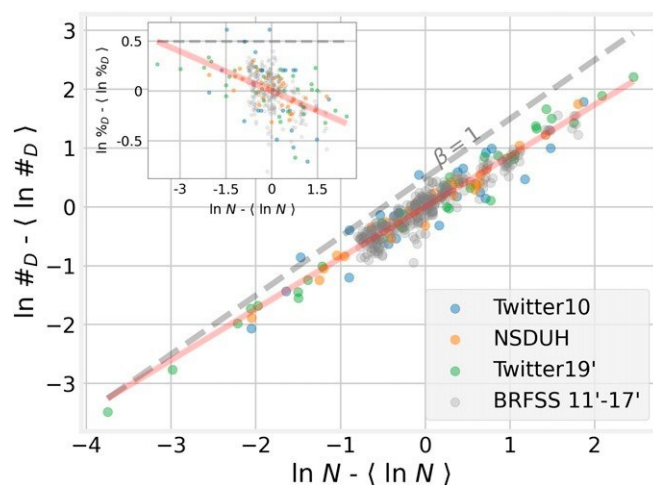 3
2
1
0
−1
−2
−3
−4
−3
−2
−1
0
1
2
ln #D - ⟨ ln #D ⟩
ln N - ⟨ ln N ⟩
0.5
0
-0.5
-3
-1.5
0
1.5
ln %D - ⟨ ln %D ⟩
ln N - ⟨ ln N ⟩
β = 1
Twitter10
NSDUH
Twitter19'
BRFSS 11'-17'